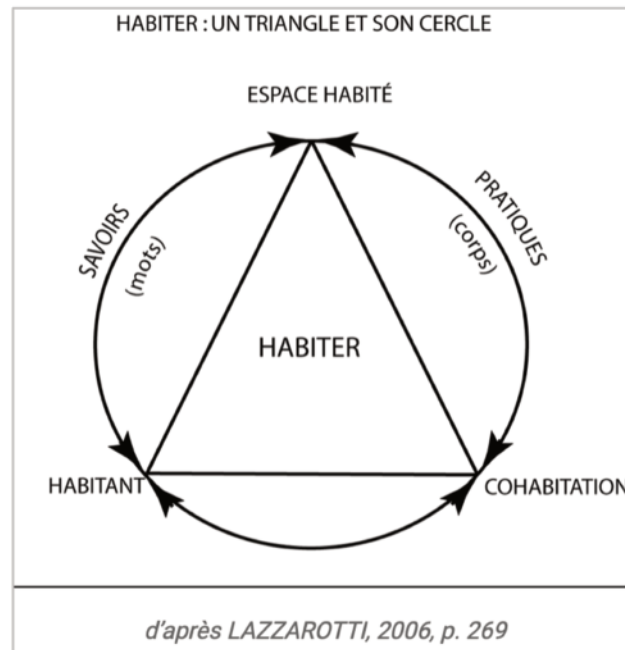 HABITER : UN TRIANGLE ET SON CERCLE
ESPACE HABITÉ
SAVOIRS
(mots)
PRATIQUES
(corps)
HABITER
HABITANT
COHABITATION
d'après LAZZAROTTI, 2006, p. 269